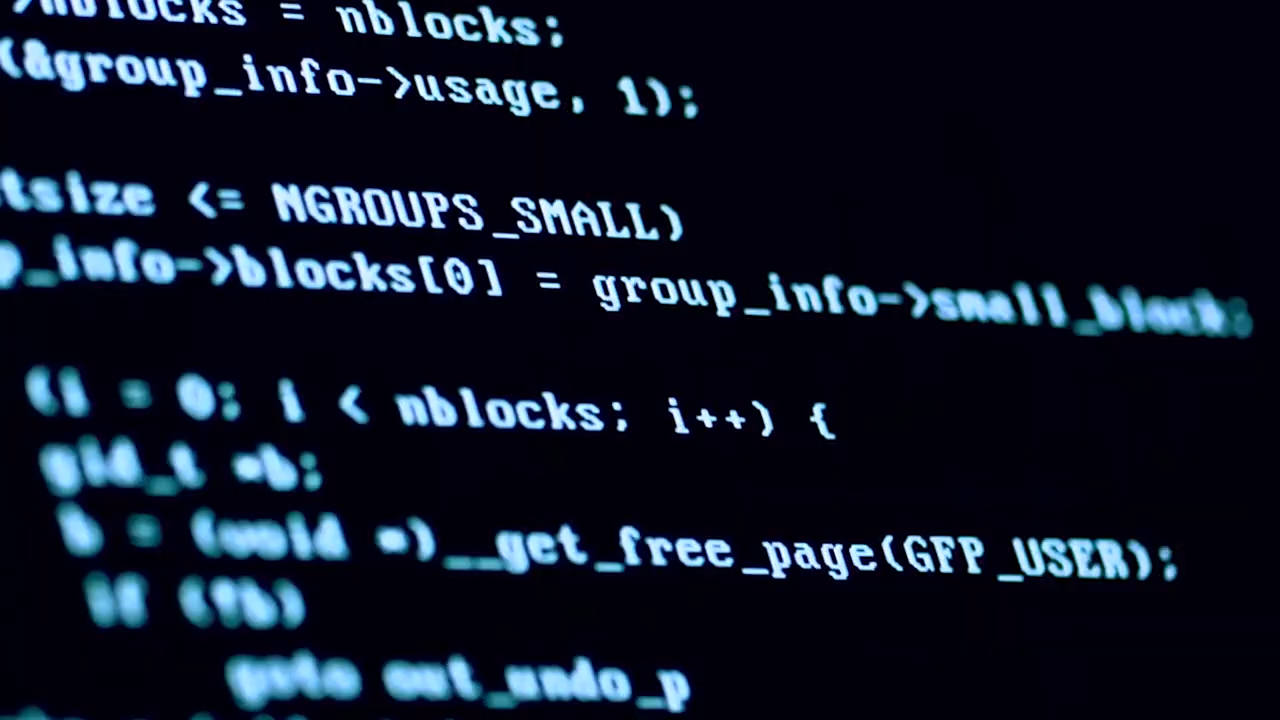 >nblocks = nblocks;
(&group_info->usage, 1);
tsize <= NGROUPS_SMALL)
p_info->blocks[0] = group_info->small_block;
(i = 0; i < nblocks; i++) {
gid_t *b;
b = (void *)__get_free_page(GFP_USER);
if (!b)
goto out_undo_p